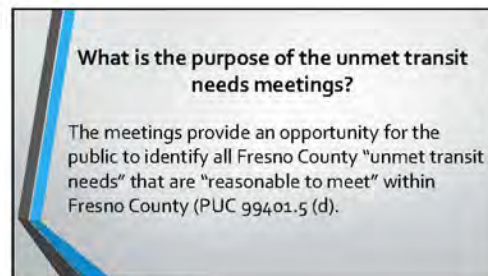 What is the purpose of the unmet transit
needs meetings?
The meetings provide an opportunity for the
public to identify all Fresno County “unmet transit
needs” that are “reasonable to meet” within
Fresno County (PUC 99401.5 (d).